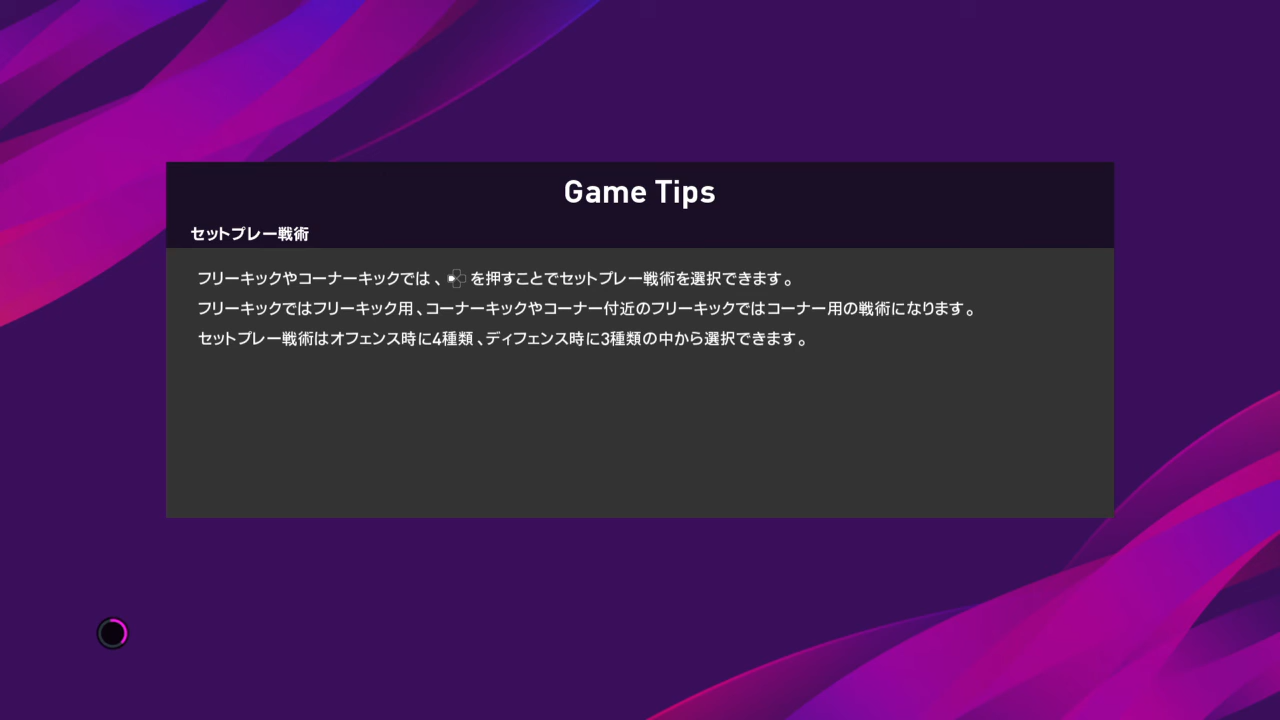 Game Tips
セットプレー戦術
フリーキックやコーナーキックでは、を押すことでセットプレー戦術を選択できます。
フリーキックではフリーキック用、コーナーキックやコーナー付近のフリーキックではコーナー用の戦術になります。
セットプレー戦術はオフェンス時に4種類、ディフェンス時に3種類の中から選択できます。